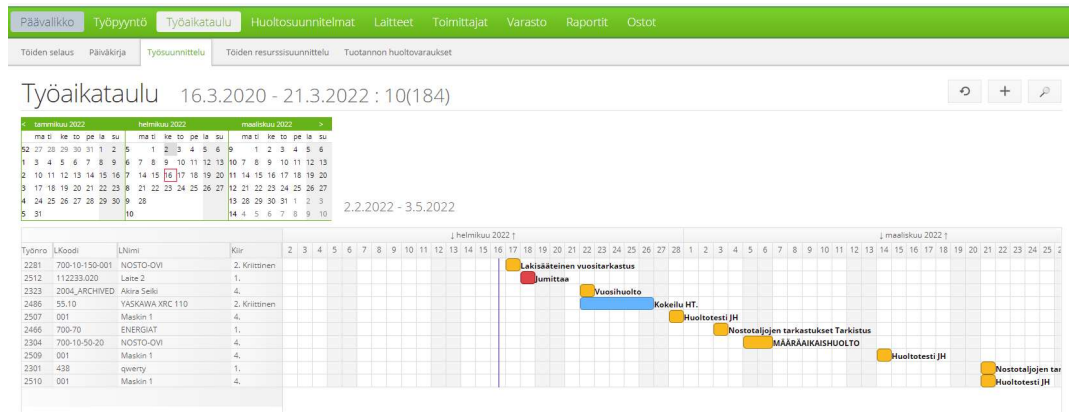 Päävalikko Työpyyntö Työaikataulu Huoltosuunnitelmat Laitteet Toimittajat Varasto Raportit Ostot
Töiden selaus Päiväkirja Työsuunnittelu Töiden resurssisuunnittelu Tuotannon huoltovaraukset
Työaikataulu 16.3.2020 - 21.3.2022 : 10(184)
< tammikuu 2022 helmikuu 2022 maaliskuu 2022 >
ma ti ke to pe la su ma ti ke to pe la su ma ti ke to pe la su
52 27 28 29 30 31 1 2 5 1 2 3 4 5 6 9 1 2 3 4 5 6
1 3 4 5 6 7 8 9 6 7 8 9 10 11 12 13 10 7 8 9 10 11 12 13
2 10 11 12 13 14 15 16 7 14 15 16 17 18 19 20 11 14 15 16 17 18 19 20
3 17 18 19 20 21 22 23 8 21 22 23 24 25 26 27 12 21 22 23 24 25 26 27
4 24 25 26 27 28 29 30 9 28 13 28 29 30 31 1 2 3
5 31 10 14 4 5 6 7 8 9 10
2.2.2022 - 3.5.2022
↓ helmikuu 2022 ↑ ↓ maaliskuu 2022 ↑
Työnro LKoodi LNimi Kiir 2 3 4 5 6 7 8 9 10 11 12 13 14 15 16 17 18 19 20 21 22 23 24 25 26 27 28 1 2 3 4 5 6 7 8 9 10 11 12 13 14 15 16 17 18 19 20 21 22 23 24 25
2281 700-10-150-001 NOSTO-OVI 2. Kriittinen Lakisääteinen vuositarkastus
2512 112233.020 Laite 2 1. Jumittaa
2323 2004_ARCHIVED Akira Seiki 4. Vuosihuolto
2486 55.10 YASKAWA XRC 110 2. Kriittinen Kokeilu HT.
2507 001 Maskin 1 4. Huoltotesti JH
2466 700-70 ENERGIAT 1. Nostotaljojen tarkastukset Tarkistus
2304 700-10-50-20 NOSTO-OVI 4. MÄÄRÄAIKAISHUOLTO
2509 001 Maskin 1 4. Huoltotesti JH
2301 438 qwerty 1. Nostotaljojen tar
2510 001 Maskin 1 4. Huoltotesti JH